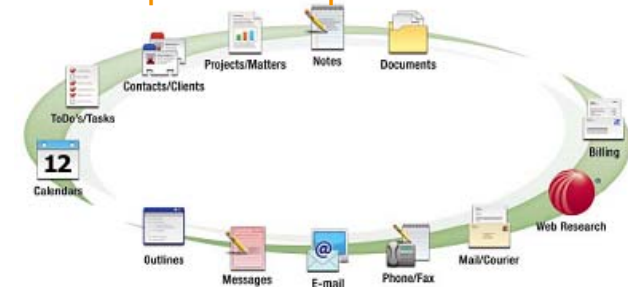 Notes
Projects/Matters
Documents
Contacts/Clients
ToDo's/Tasks
Billing
12
Calendars
Web Research
Outlines
Mail/Courier
Messages
@
E-mail
Phone/Fax